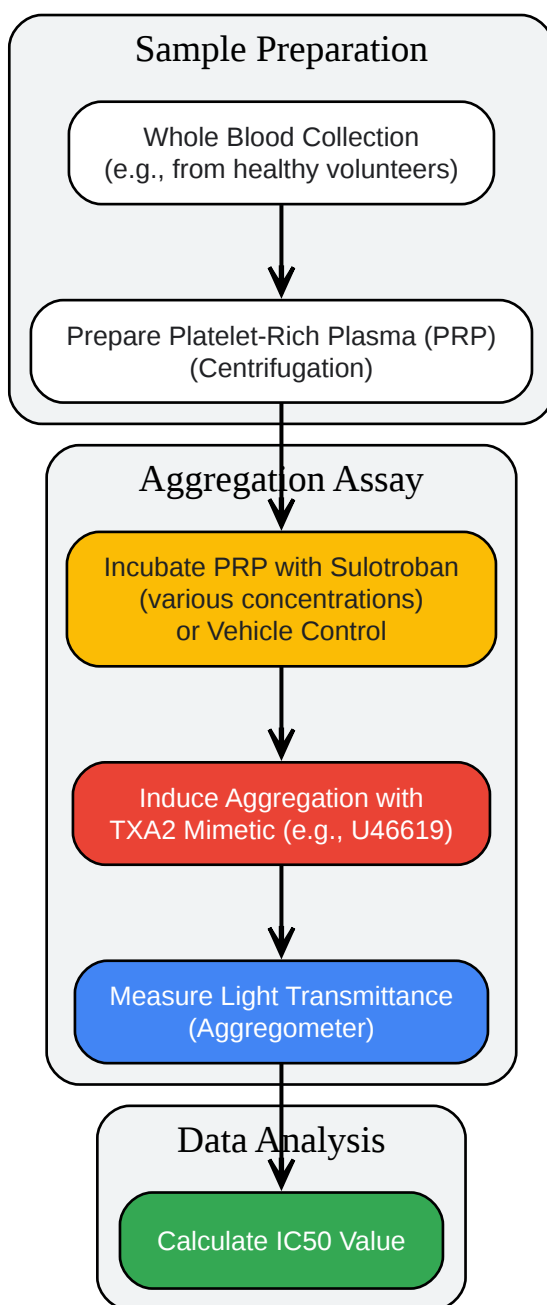 Sample Preparation
Whole Blood Collection
(e.g., from healthy volunteers)
Prepare Platelet-Rich Plasma (PRP)
(Centrifugation)
Aggregation Assay
Incubate PRP with Sulotroban
(various concentrations)
or Vehicle Control
Induce Aggregation with
TXA2 Mimetic (e.g., U46619)
Measure Light Transmittance
(Aggregometer)
Data Analysis
Calculate IC50 Value